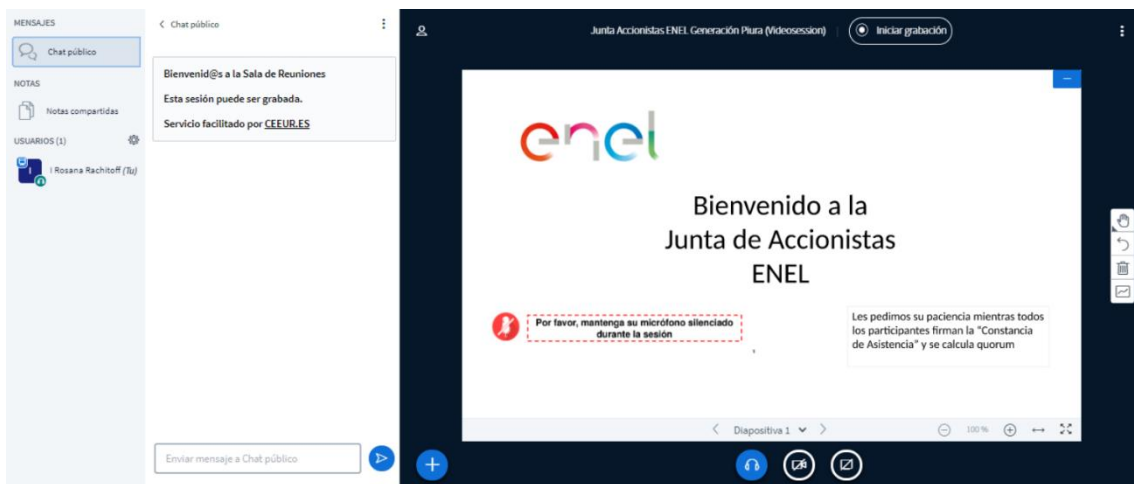 MENSAJES
Chat público
NOTAS
Notas compartidas
USUARIOS (1)
I
I Rosana Rachitoff (Tu)
Chat público
Bienvenid@s a la Sala de Reuniones
Esta sesión puede ser grabada.
Servicio facilitado por CEEUR.ES
Enviar mensaje a Chat público
Junta Accionistas ENEL Generación Piura (Videosession)
Iniciar grabación
enel
Bienvenido a la
Junta de Accionistas
ENEL
Por favor, mantenga su micrófono silenciado
durante la sesión
Les pedimos su paciencia mientras todos
los participantes firman la "Constancia
de Asistencia" y se calcula quorum
Diapositiva 1
100 %